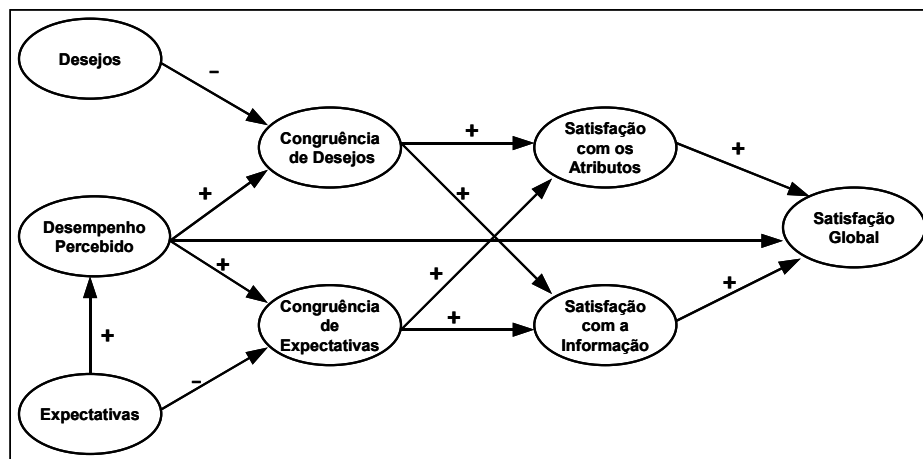 Desejos
–
Congruência
de Desejos
+
Satisfação
com os
Atributos
+
+
+
Desempenho
Percebido
Satisfação
Global
+
+
+
Congruência
de
Expectativas
+
Satisfação
com a
Informação
+
–
Expectativas